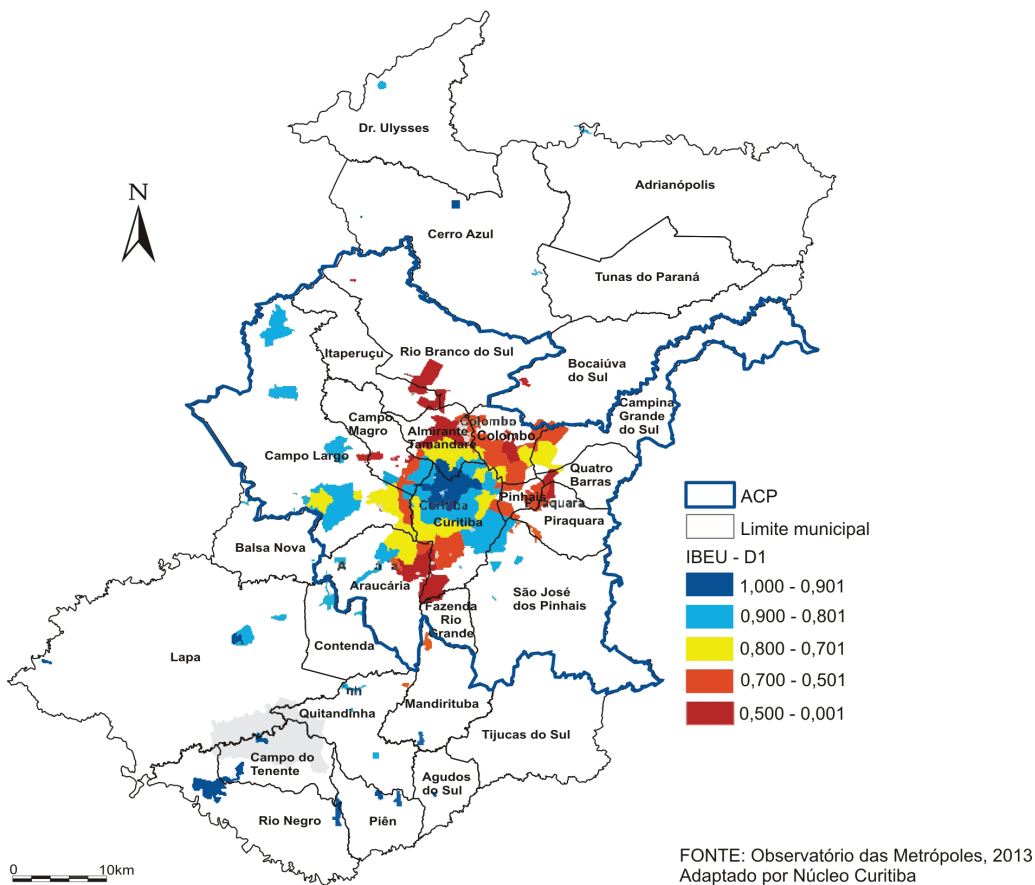 Dr. Ulysses
Adrianópolis
N
Cerro Azul
Tunas do Paraná
Itaperuçu
Rio Branco do Sul
Bocaiúva
do Sul
Campina
Grande
do Sul
Campo
Magro
Almirante
Tamandaré
Colombo
Colombo
Campo Largo
Quatro
Barras
Pinhais
Piraquara
Piraquara
Curitiba
Curitiba
Balsa Nova
Araucária
São José
dos Pinhais
Fazenda
Rio
Grande
Contenda
Lapa
Quitandinha
Mandirituba
Tijucas do Sul
Campo do
Tenente
Agudos
do Sul
Rio Negro
Piên
ACP
Limite municipal
IBEU - D1
1,000 - 0,901
0,900 - 0,801
0,800 - 0,701
0,700 - 0,501
0,500 - 0,001
0 10km
FONTE: Observatório das Metrópoles, 2013
Adaptado por Núcleo Curitiba